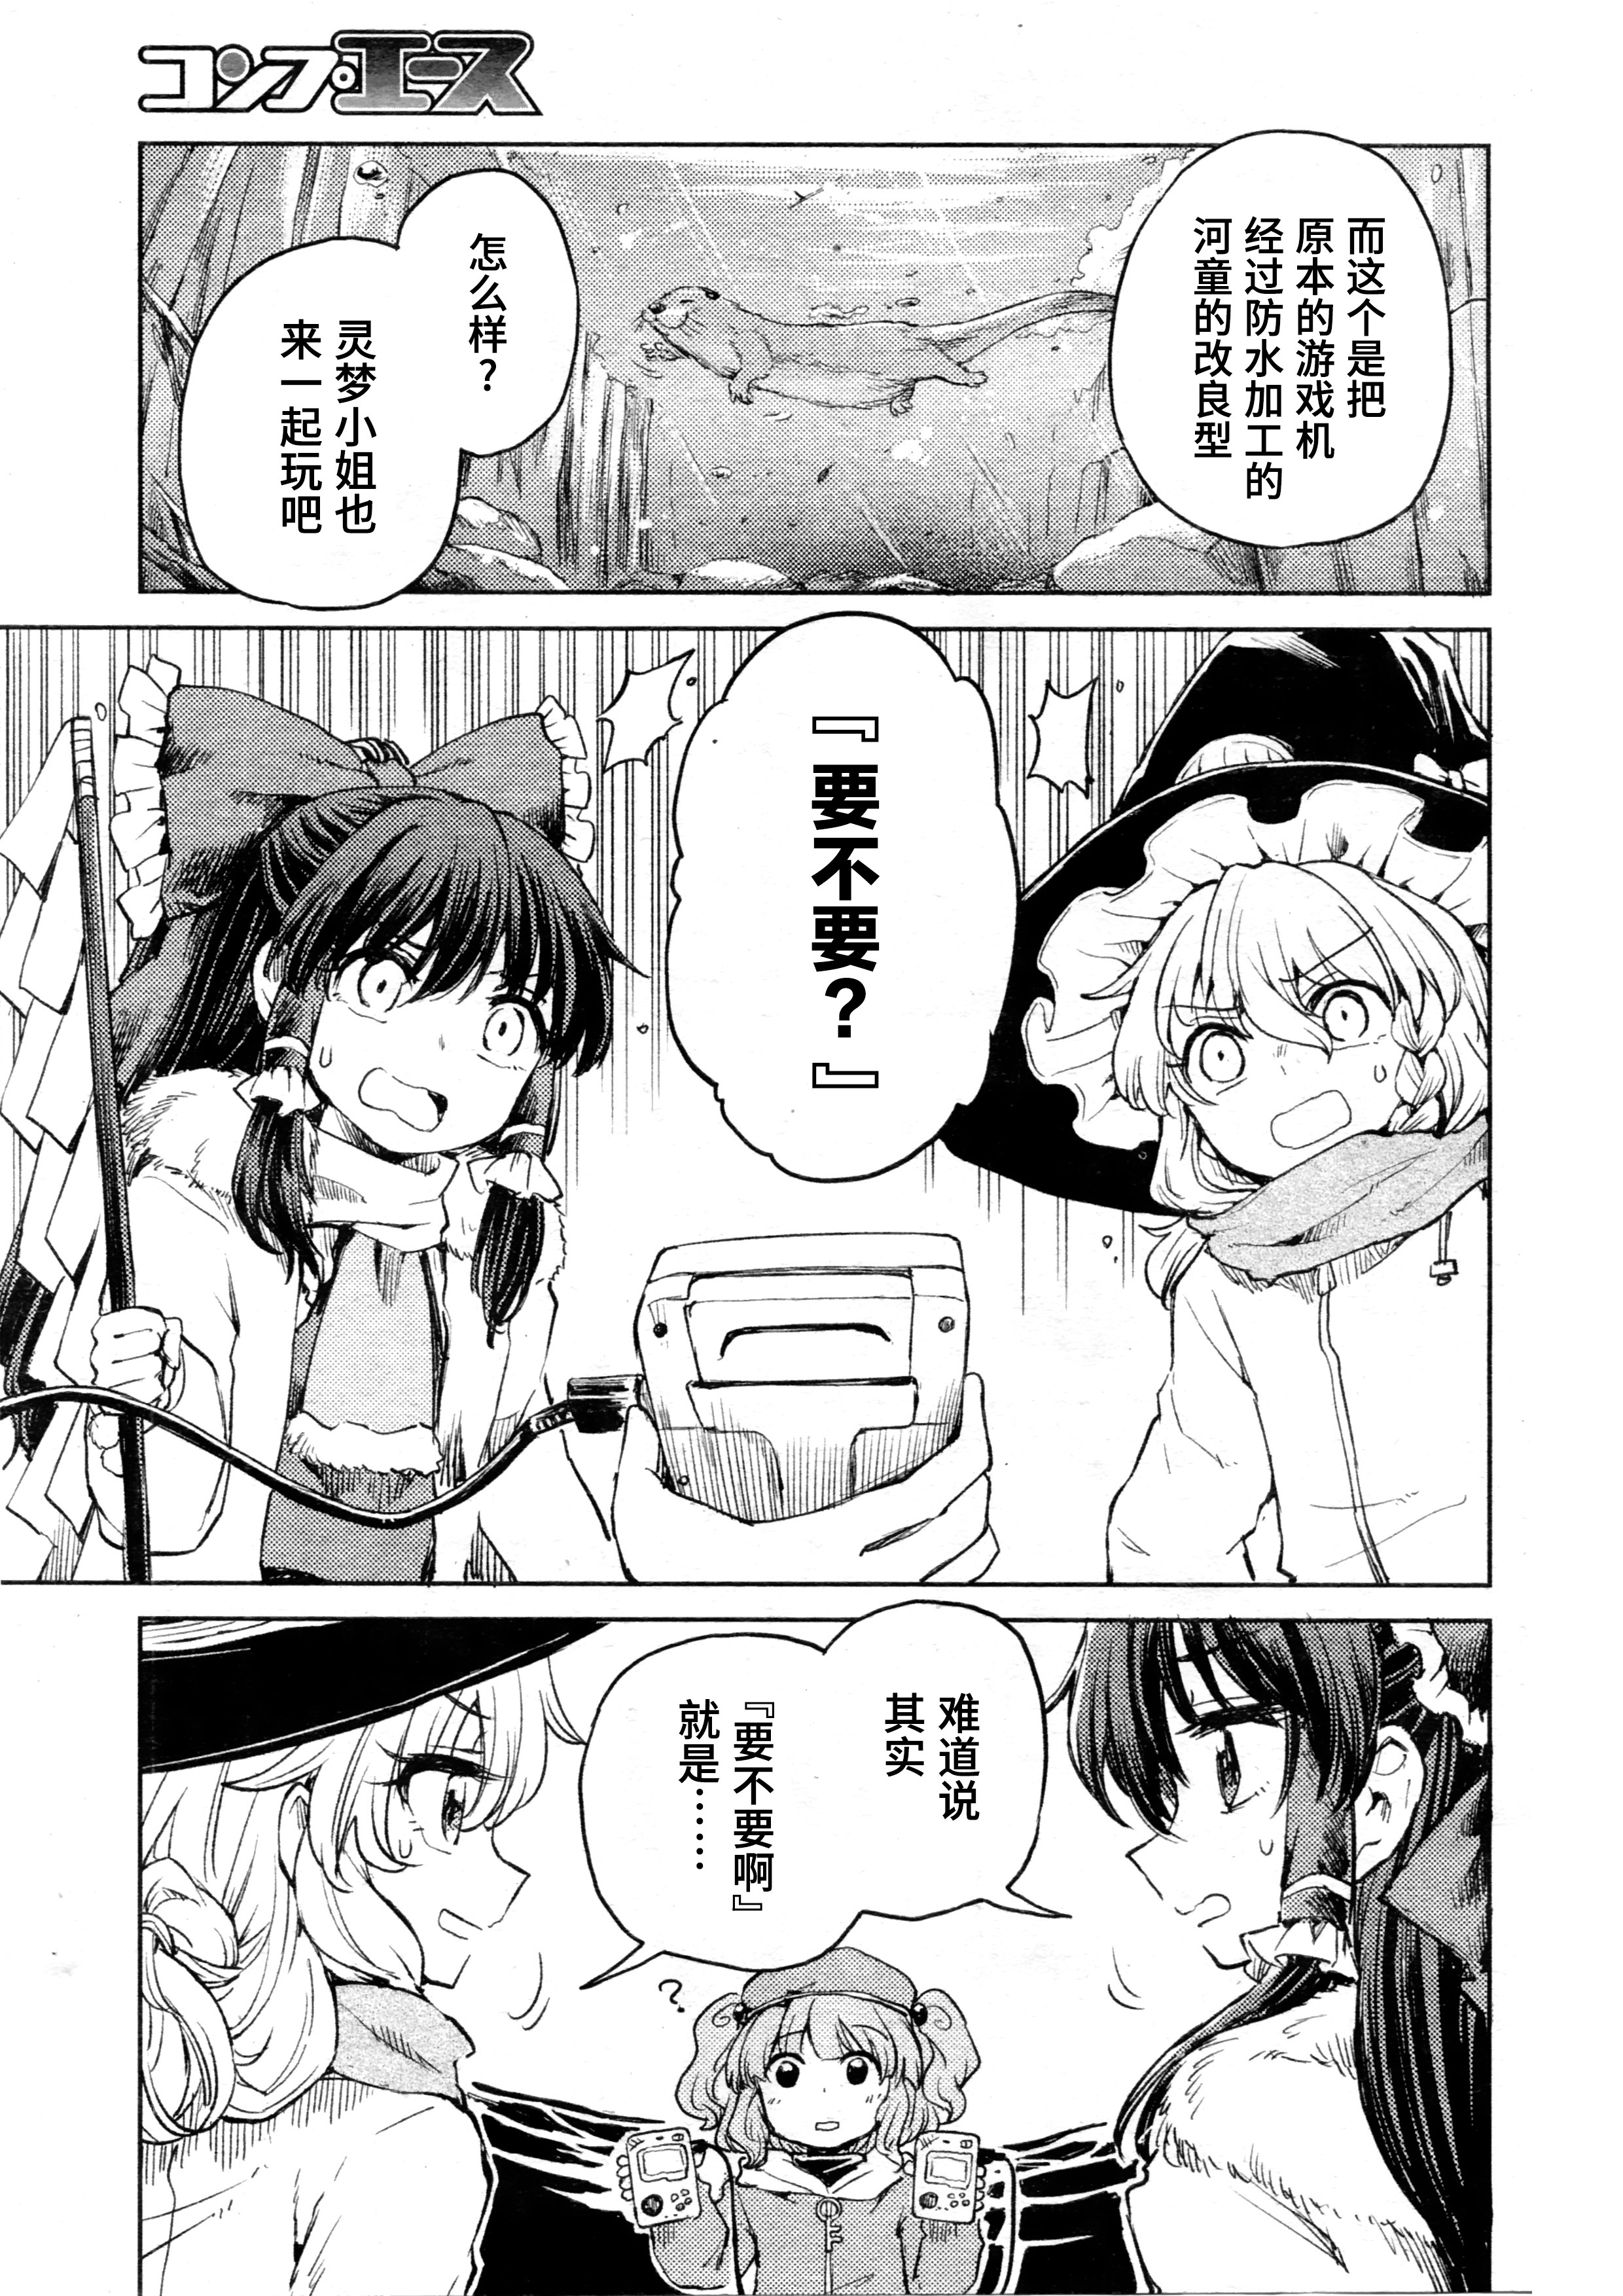 コンプ・エース
而这个是把
原本的游戏机
经过防水加工的
河童的改良型
怎么样?
灵梦小姐也
来一起玩吧
『要不要?』
难道说
其实
『要不要啊』
就是……
?